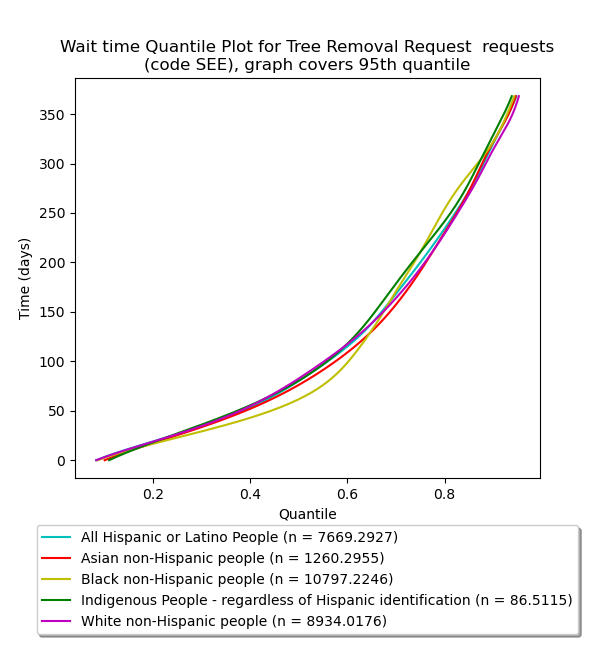 Wait time Quantile Plot for Tree Removal Request  requests
(code SEE), graph covers 95th quantile
350
300
250
200
150
100
50
0
Time (days)
0.2 0.4 0.6 0.8
Quantile
All Hispanic or Latino People (n = 7669.2927)
Asian non-Hispanic people (n = 1260.2955)
Black non-Hispanic people (n = 10797.2246)
Indigenous People - regardless of Hispanic identification (n = 86.5115)
White non-Hispanic people (n = 8934.0176)